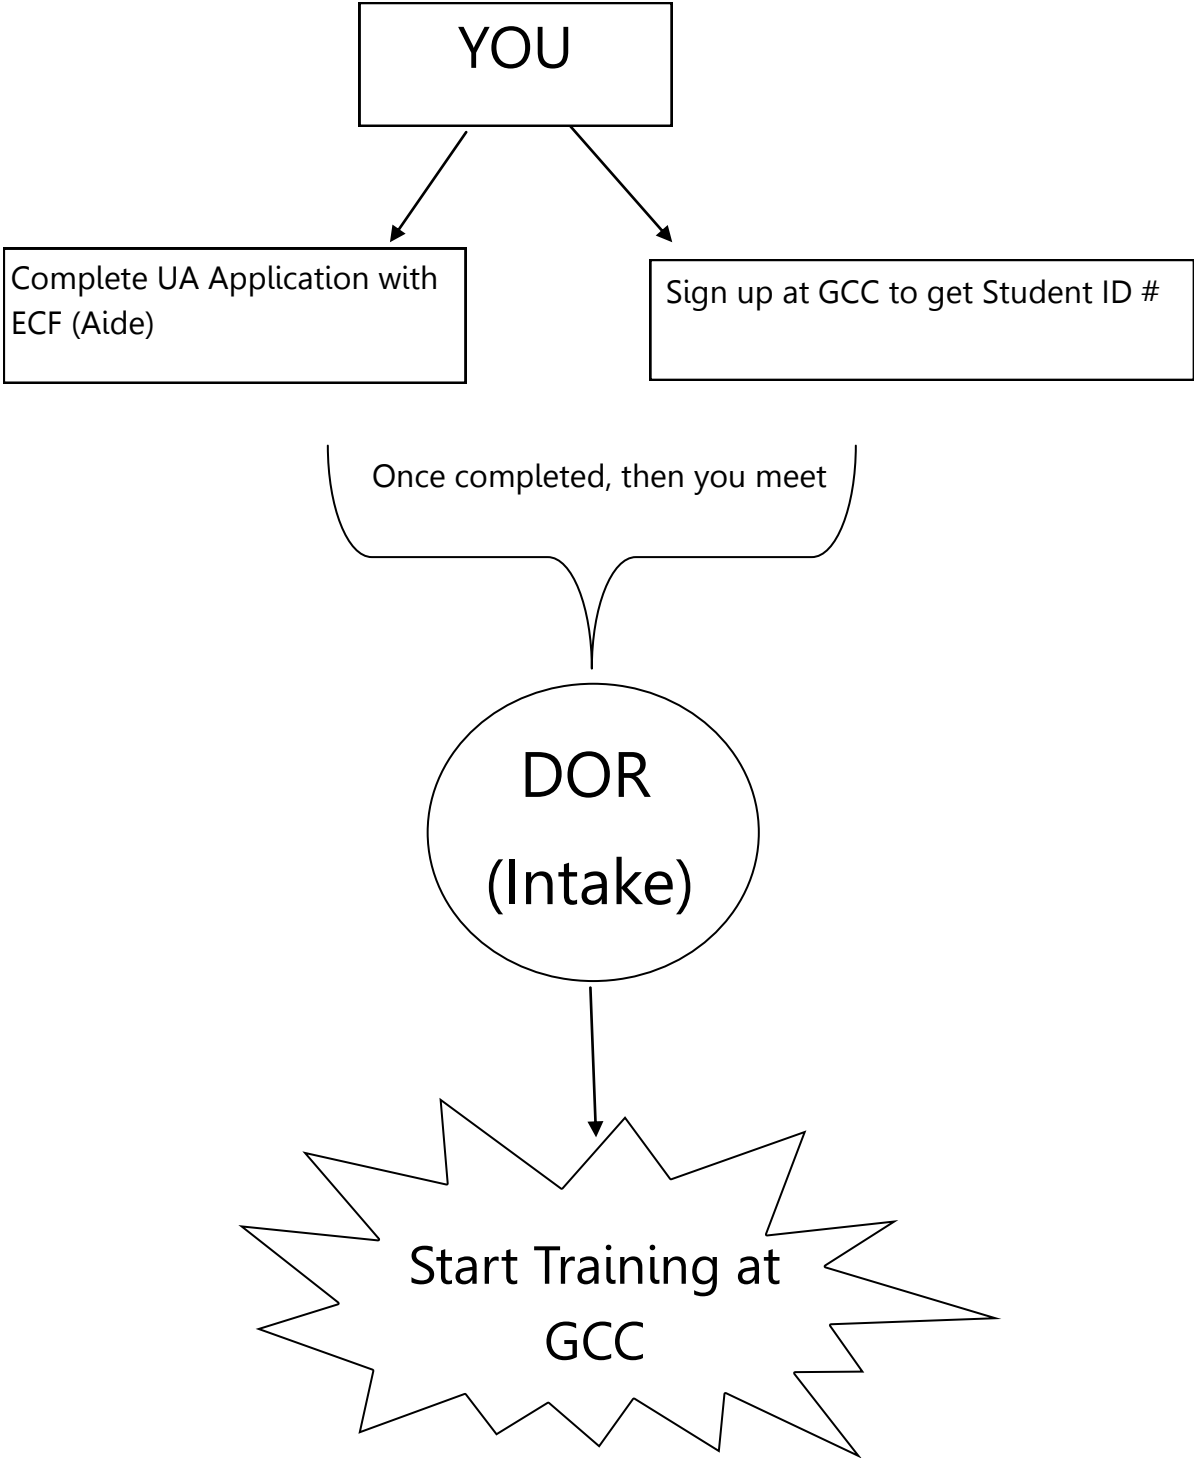 YOU
Complete UA Application with
ECF (Aide)
Sign up at GCC to get Student ID #
Once completed, then you meet
DOR
(Intake)
Start Training at
GCC